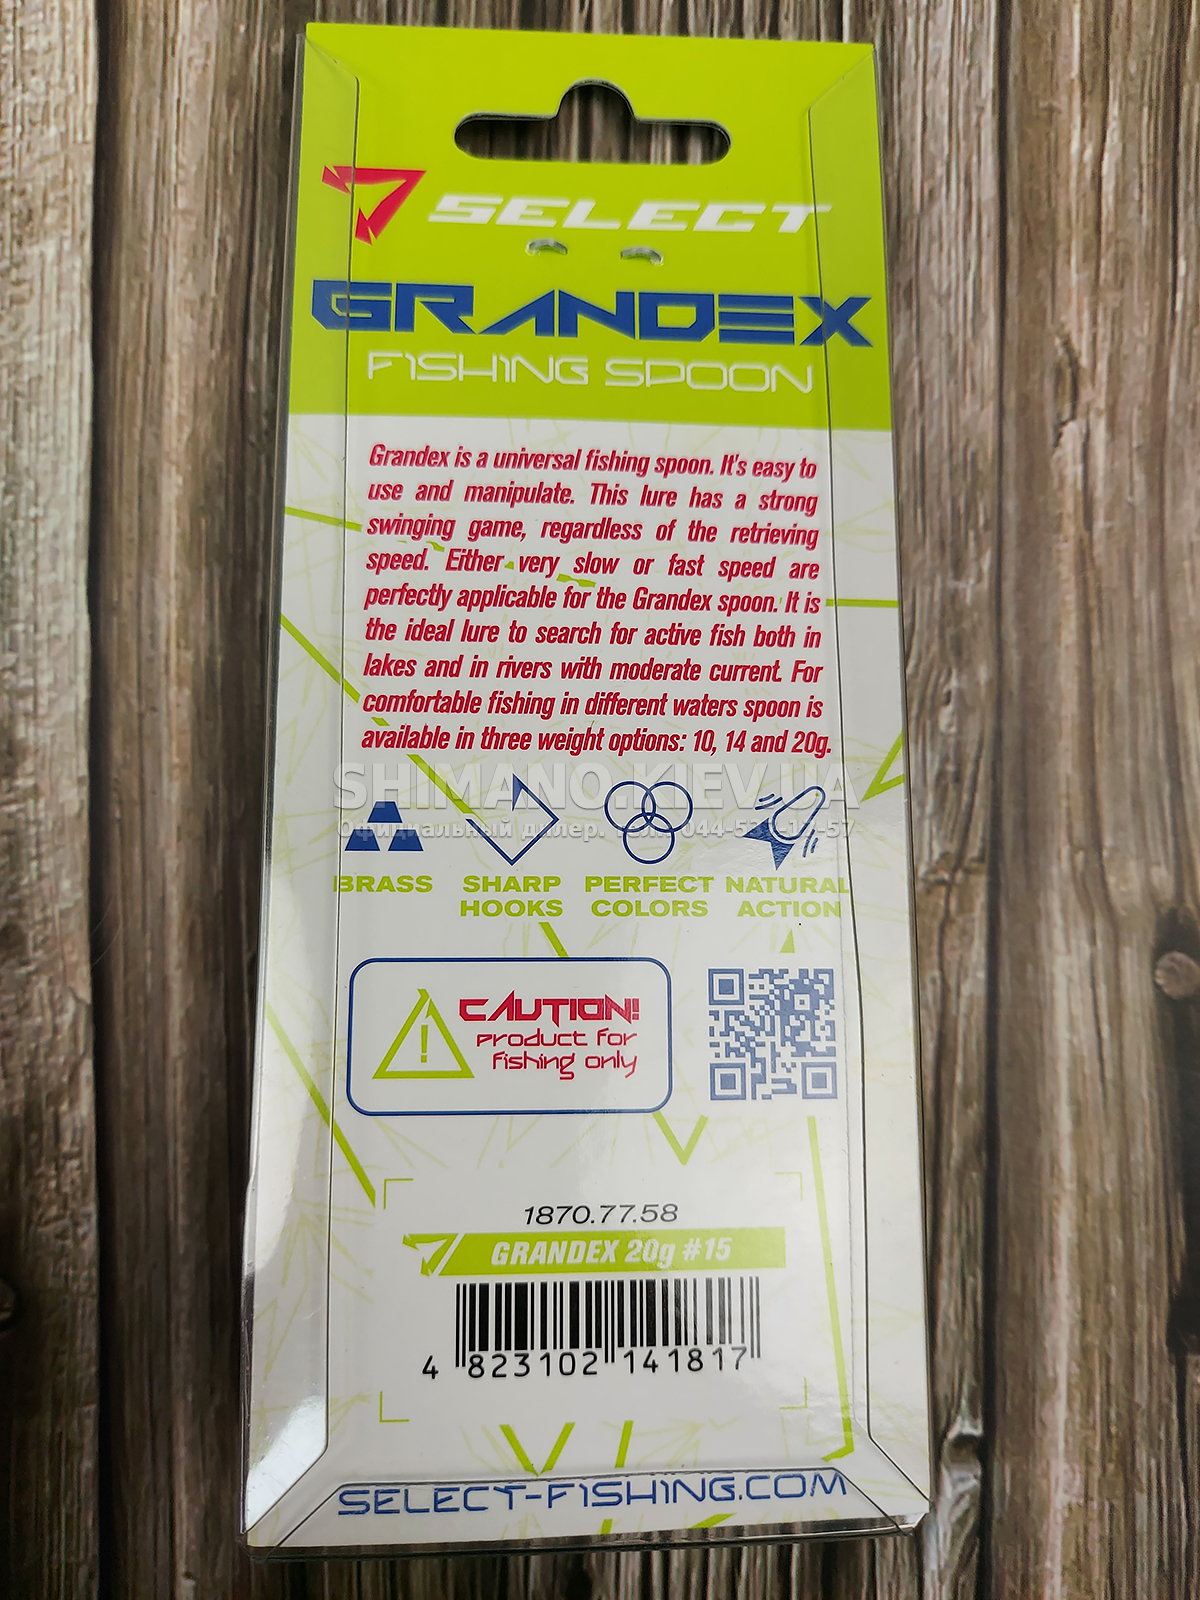 SELECT
GRANDEX
FISHING SPOON
Grandex is a universal fishing spoon. It's easy to
use and manipulate. This lure has a strong
swinging game, regardless of the retrieving
speed. Either very slow or fast speed are
perfectly applicable for the Grandex spoon. It is
the ideal lure to search for active fish both in
lakes and in rivers with moderate current. For
comfortable fishing in different waters spoon is
available in three weight options: 10, 14 and 20g.
SHIMANO.KIEV.UA
Официальный дилер.
BRASS SHARP HOOKS PERFECT COLORS NATURAL ACTION
CAUTION!
product for
fishing only
1870.77.58
GRANDEX 20g #15
4 823102 141817
SELECT-FISHING.COM